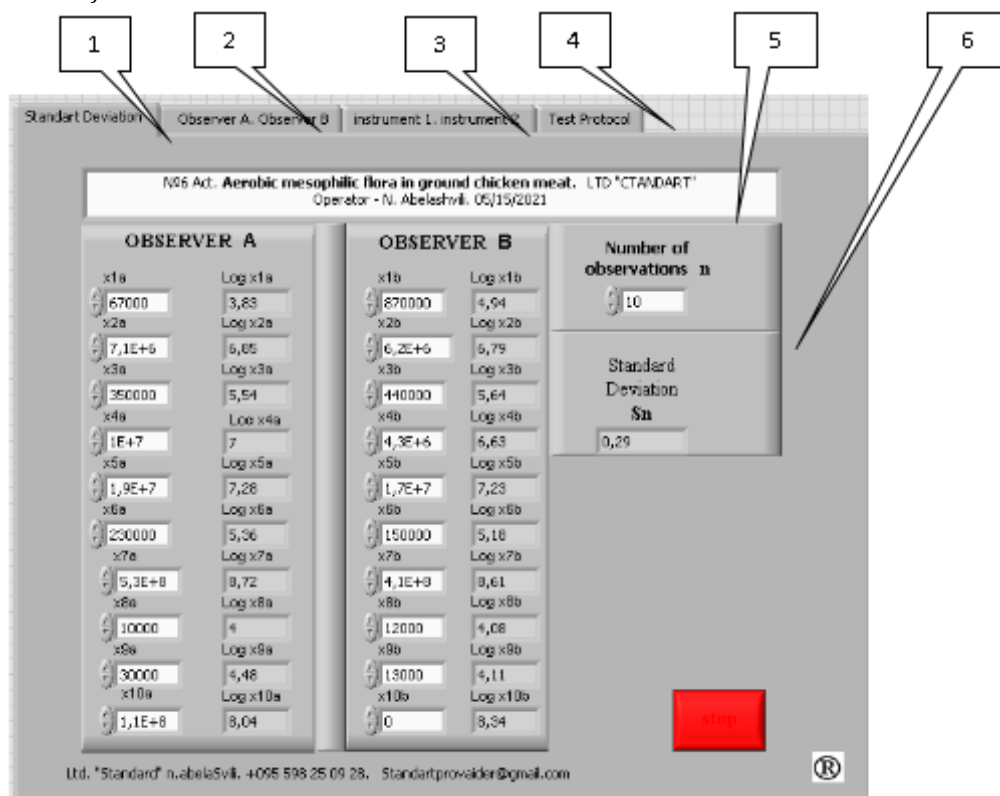 1 2 3 4 5 6
Standart Deviation Observer A. Observer B instrument 1. instrument 2 Test Protocol
№6 Act. Aerobic mesophilic flora in ground chicken meat. LTD "CTANDART"
Operator - N. Abelashvili. 05/15/2021
OBSERVER A
x1a Log x1a
67000 3,83
x2a Log x2a
7,1E+6 6,85
x3a Log x3a
350000 5,54
x4a Log x4a
1E+7 7
x5a Log x5a
1,9E+7 7,28
x6a Log x6a
230000 5,36
x7a Log x7a
5,3E+8 8,72
x8a Log x8a
10000 4
x9a Log x9a
30000 4,48
x10a Log x10a
1,1E+8 8,04
OBSERVER B
x1b Log x1b
870000 4,94
x2b Log x2b
6,2E+6 6,79
x3b Log x3b
440000 5,64
x4b Log x4b
4,3E+6 6,63
x5b Log x5b
1,7E+7 7,23
x6b Log x6b
150000 5,18
x7b Log x7b
4,1E+8 8,61
x8b Log x8b
12000 4,08
x9b Log x9b
13000 4,11
x10b Log x10b
0 8,34
Number of
observations n
10
Standard
Deviation
Sn
0,29
stop
Ltd. "Standard" n.abelaSvili. +095 598 25 09 28. Standartprovaider@gmail.com
®